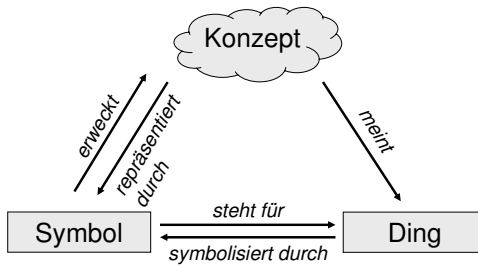 Konzept
erweckt
repräsentiert
durch
meint
steht für
Symbol
Ding
symbolisiert durch